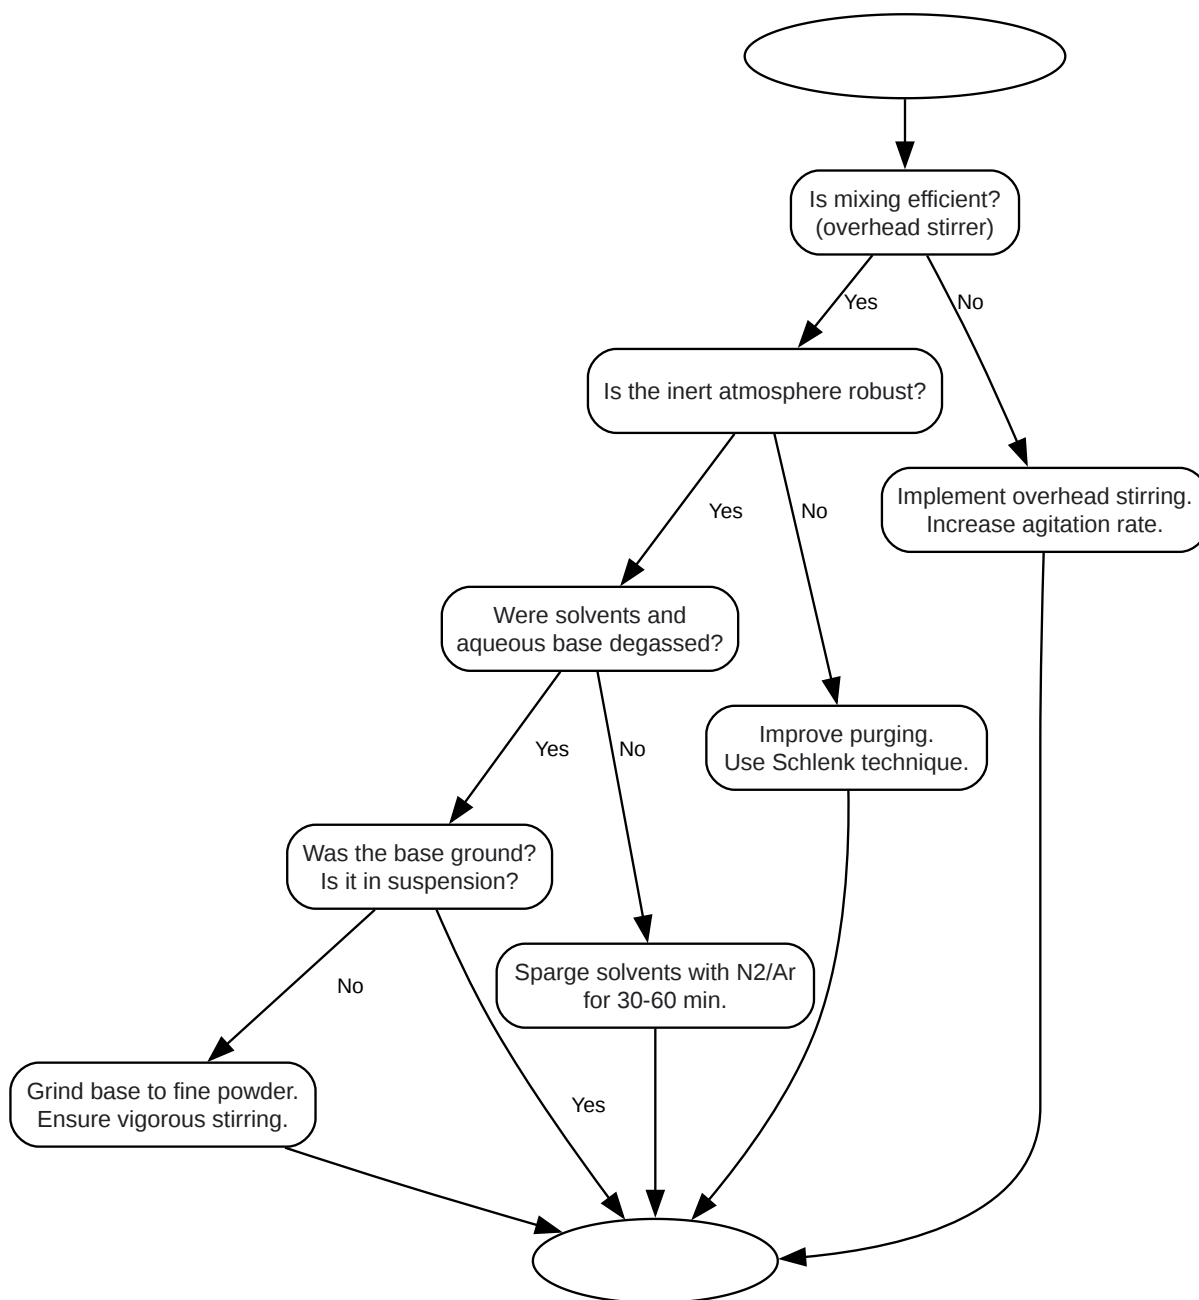 Is mixing efficient?
(overhead stirrer)
Yes
No
Is the inert atmosphere robust?
Implement overhead stirring.
Increase agitation rate.
Yes
No
Were solvents and
aqueous base degassed?
Improve purging.
Use Schlenk technique.
Yes
No
Was the base ground?
Is it in suspension?
Sparge solvents with N2/Ar
for 30-60 min.
No
Yes
Grind base to fine powder.
Ensure vigorous stirring.